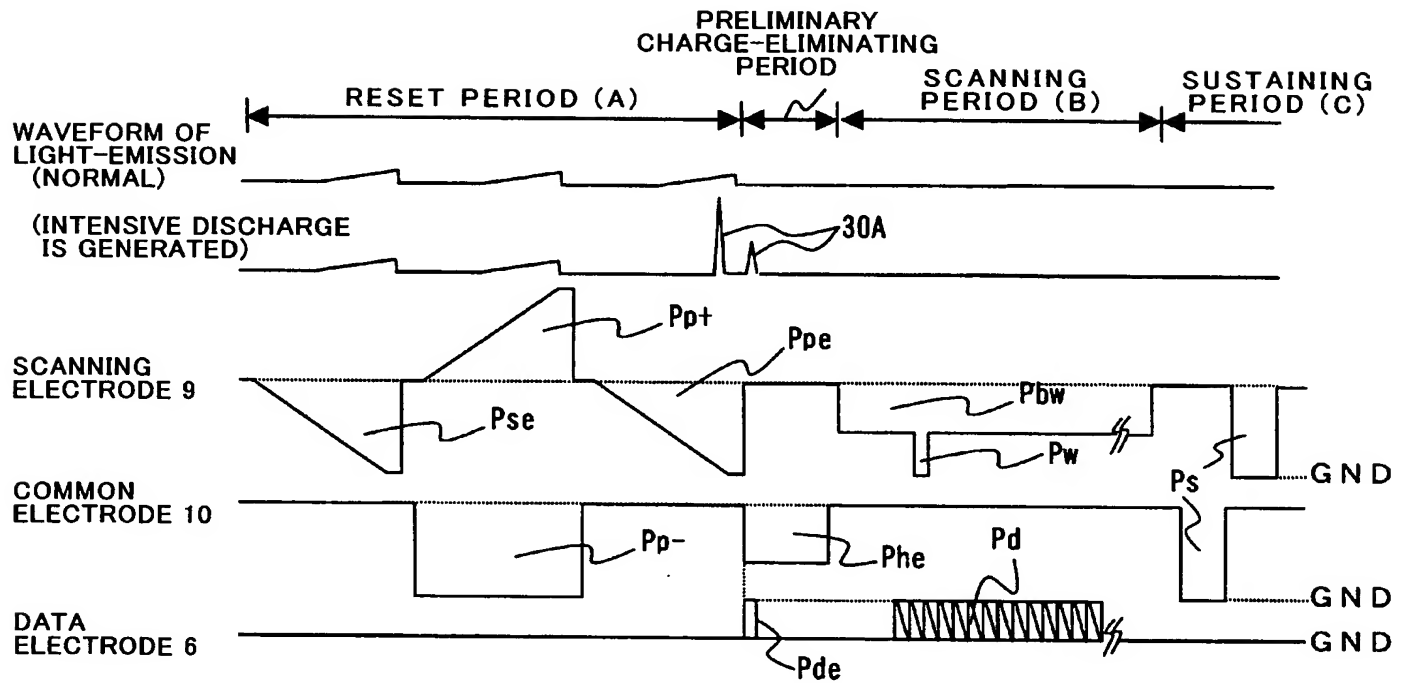 PRELIMINARY
CHARGE-ELIMINATING
PERIOD
RESET PERIOD (A)
SCANNING
PERIOD (B)
SUSTAINING
PERIOD (C)
WAVEFORM OF
LIGHT-EMISSION
(NORMAL)
(INTENSIVE DISCHARGE
IS GENERATED)
30A
Pp+
Ppe
SCANNING
ELECTRODE 9
Pse
Pbw
Pw
Ps
GND
COMMON
ELECTRODE 10
Pp-
Phe
Pd
GND
DATA
ELECTRODE 6
GND
Pde